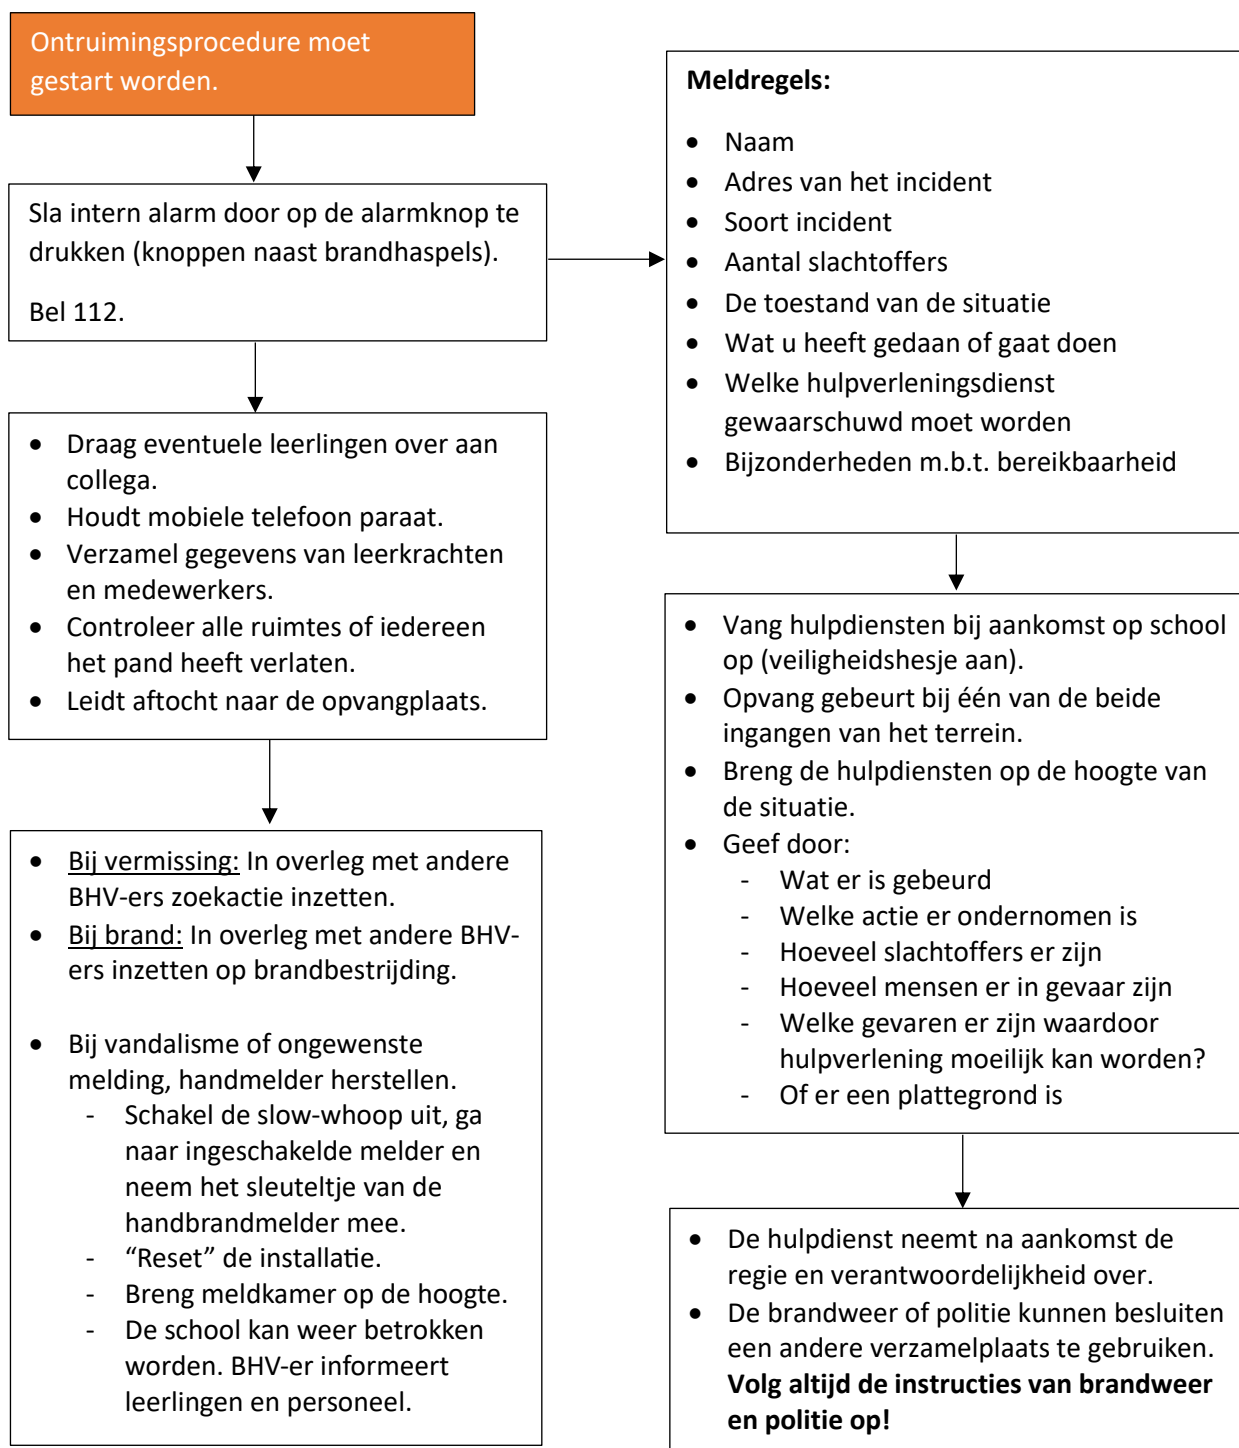 Ontruimingsprocedure moet
gestart worden.
Sla intern alarm door op de alarmknop te
drukken (knoppen naast brandhaspels).
Bel 112.
• Draag eventuele leerlingen over aan
collega.
• Houdt mobiele telefoon paraat.
• Verzamel gegevens van leerkrachten
en medewerkers.
• Controleer alle ruimtes of iedereen
het pand heeft verlaten.
• Leidt aftocht naar de opvangplaats.
• Bij vermissing: In overleg met andere
BHV-ers zoekactie inzetten.
• Bij brand: In overleg met andere BHV-
ers inzetten op brandbestrijding.
• Bij vandalisme of ongewenste
melding, handmelder herstellen.
- Schakel de slow-whoop uit, ga
naar ingeschakelde melder en
neem het sleuteltje van de
handbrandmelder mee.
- “Reset” de installatie.
- Breng meldkamer op de hoogte.
- De school kan weer betrokken
worden. BHV-er informeert
leerlingen en personeel.
Meldregels:
• Naam
• Adres van het incident
• Soort incident
• Aantal slachtoffers
• De toestand van de situatie
• Wat u heeft gedaan of gaat doen
• Welke hulpverleningsdienst
gewaarschuwd moet worden
• Bijzonderheden m.b.t. bereikbaarheid
• Vang hulpdiensten bij aankomst op school
op (veiligheidshesje aan).
• Opvang gebeurt bij één van de beide
ingangen van het terrein.
• Breng de hulpdiensten op de hoogte van
de situatie.
• Geef door:
- Wat er is gebeurd
- Welke actie er ondernomen is
- Hoeveel slachtoffers er zijn
- Hoeveel mensen er in gevaar zijn
- Welke gevaren er zijn waardoor
hulpverlening moeilijk kan worden?
- Of er een plattegrond is
• De hulpdienst neemt na aankomst de
regie en verantwoordelijkheid over.
• De brandweer of politie kunnen besluiten
een andere verzamelplaats te gebruiken.
Volg altijd de instructies van brandweer
en politie op!